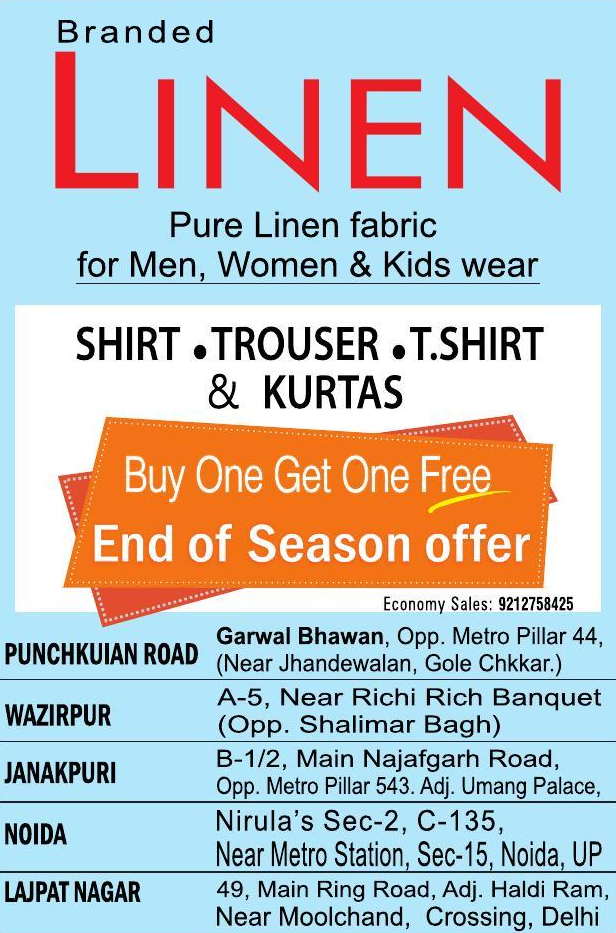 Branded
LINEN
Pure Linen fabric
for Men, Women & Kids wear
SHIRT • TROUSER • T.SHIRT
& KURTAS
Buy One Get One Free
End of Season offer
Economy Sales: 9212758425
PUNCHKUIAN ROAD
Garwal Bhawan, Opp. Metro Pillar 44,
(Near Jhandewalan, Gole Chkkar.)
WAZIRPUR
A-5, Near Richi Rich Banquet
(Opp. Shalimar Bagh)
JANAKPURI
B-1/2, Main Najafgarh Road,
Opp. Metro Pillar 543. Adj. Umang Palace,
NOIDA
Nirula's Sec-2, C-135,
Near Metro Station, Sec-15, Noida, UP
LAJPAT NAGAR
49, Main Ring Road, Adj. Haldi Ram,
Near Moolchand, Crossing, Delhi